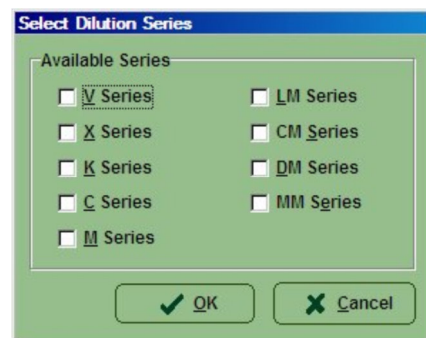 Select Dilution Series
Available Series
V Series
X Series
K Series
C Series
M Series
LM Series
CM Series
DM Series
MM Series
OK
Cancel